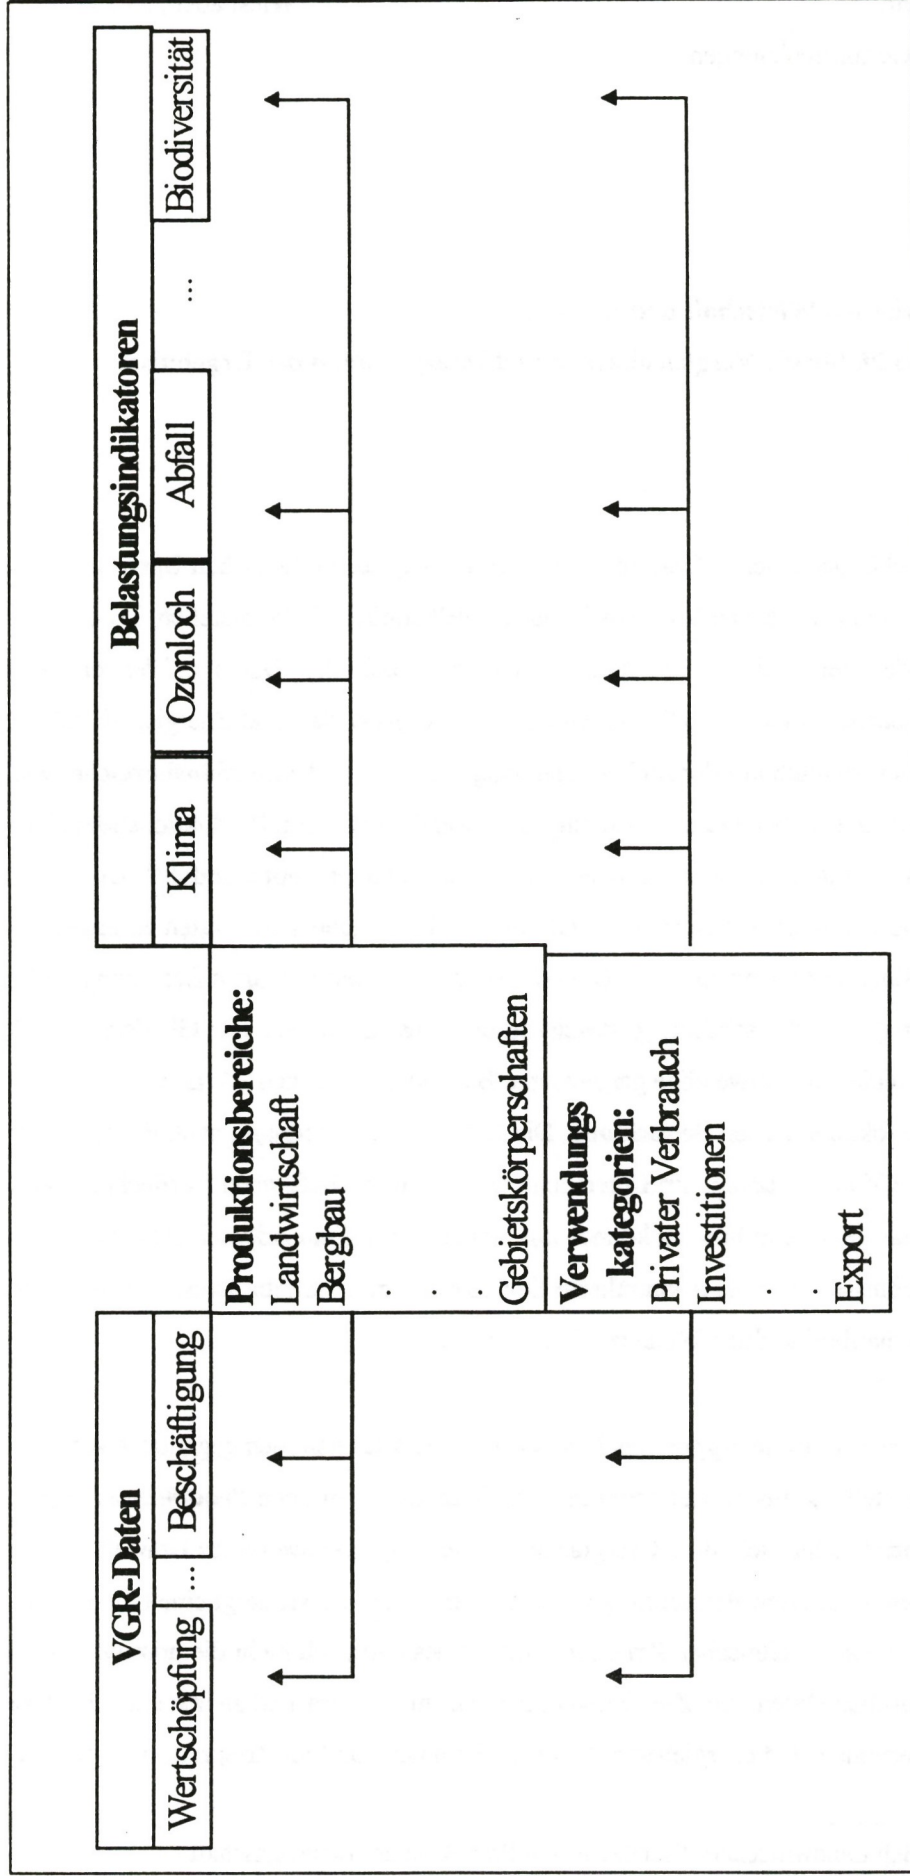 VGR-Daten
Belastungsindikatoren
Wertschöpfung ... Beschäftigung
Klima Ozonloch Abfall ... Biodiversität
Produktionsbereiche:
Landwirtschaft
Bergbau
.
.
.
Gebietskörperschaften
Verwendungs
kategorien:
Privater Verbrauch
Investitionen
.
.
Export